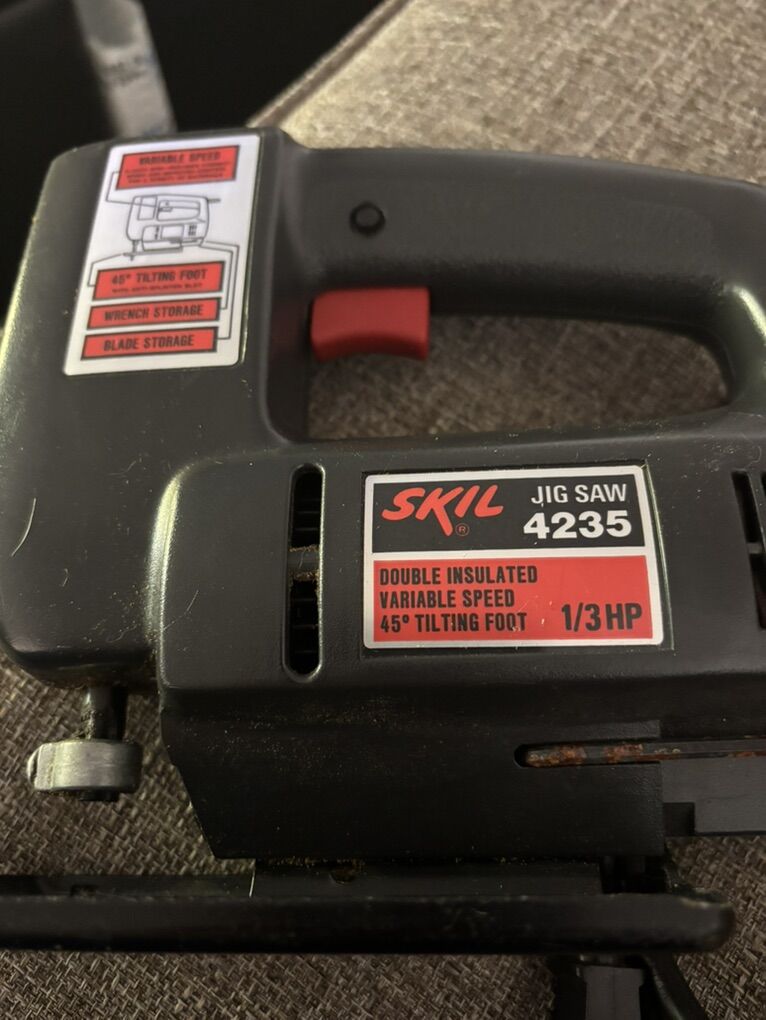 VARIABLE SPEED
45° TILTING FOOT
WRENCH STORAGE
BLADE STORAGE
SKIL®
JIG SAW
4235
DOUBLE INSULATED
VARIABLE SPEED
45° TILTING FOOT
1/3 HP